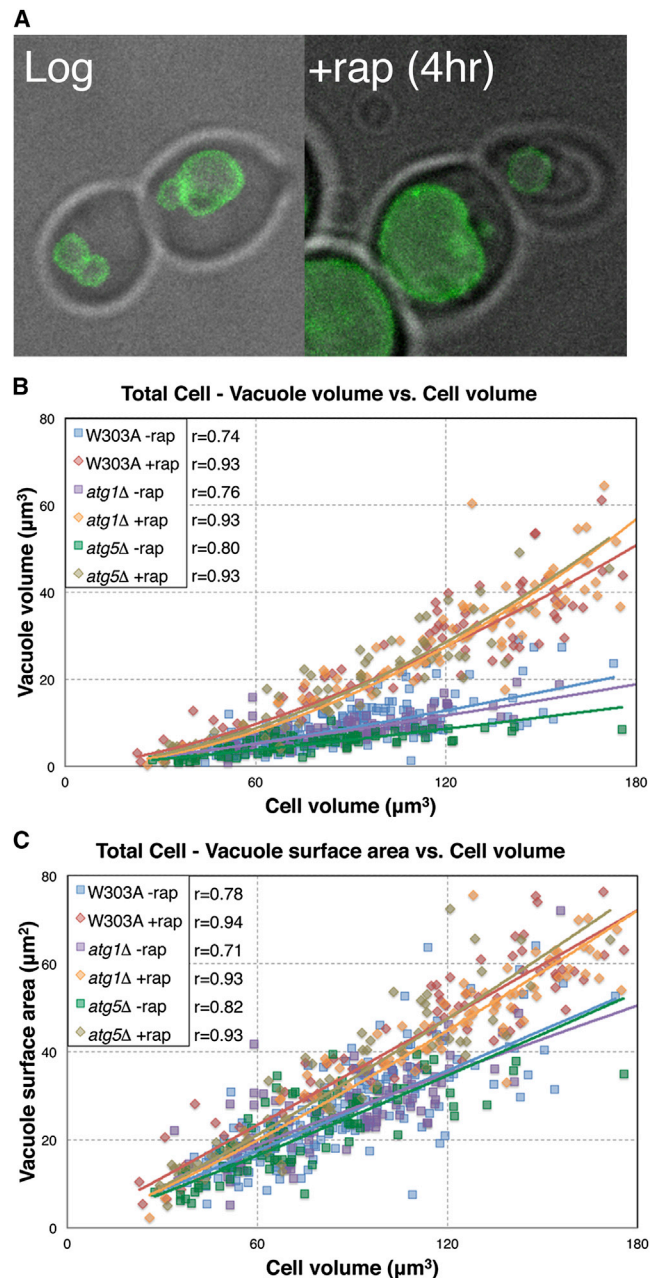 A
Log
+rap (4hr)
B
Total Cell - Vacuole volume vs. Cell volume
80
60
40
20
0
Vacuole volume (µm³)
W303A -rap r=0.74
W303A +rap r=0.93
atg1Δ -rap r=0.76
atg1Δ +rap r=0.93
atg5Δ -rap r=0.80
atg5Δ +rap r=0.93
0 60 120 180
Cell volume (µm³)
C
Total Cell - Vacuole surface area vs. Cell volume
80
60
40
20
0
Vacuole surface area (µm²)
W303A -rap r=0.78
W303A +rap r=0.94
atg1Δ -rap r=0.71
atg1Δ +rap r=0.93
atg5Δ -rap r=0.82
atg5Δ +rap r=0.93
0 60 120 180
Cell volume (µm³)